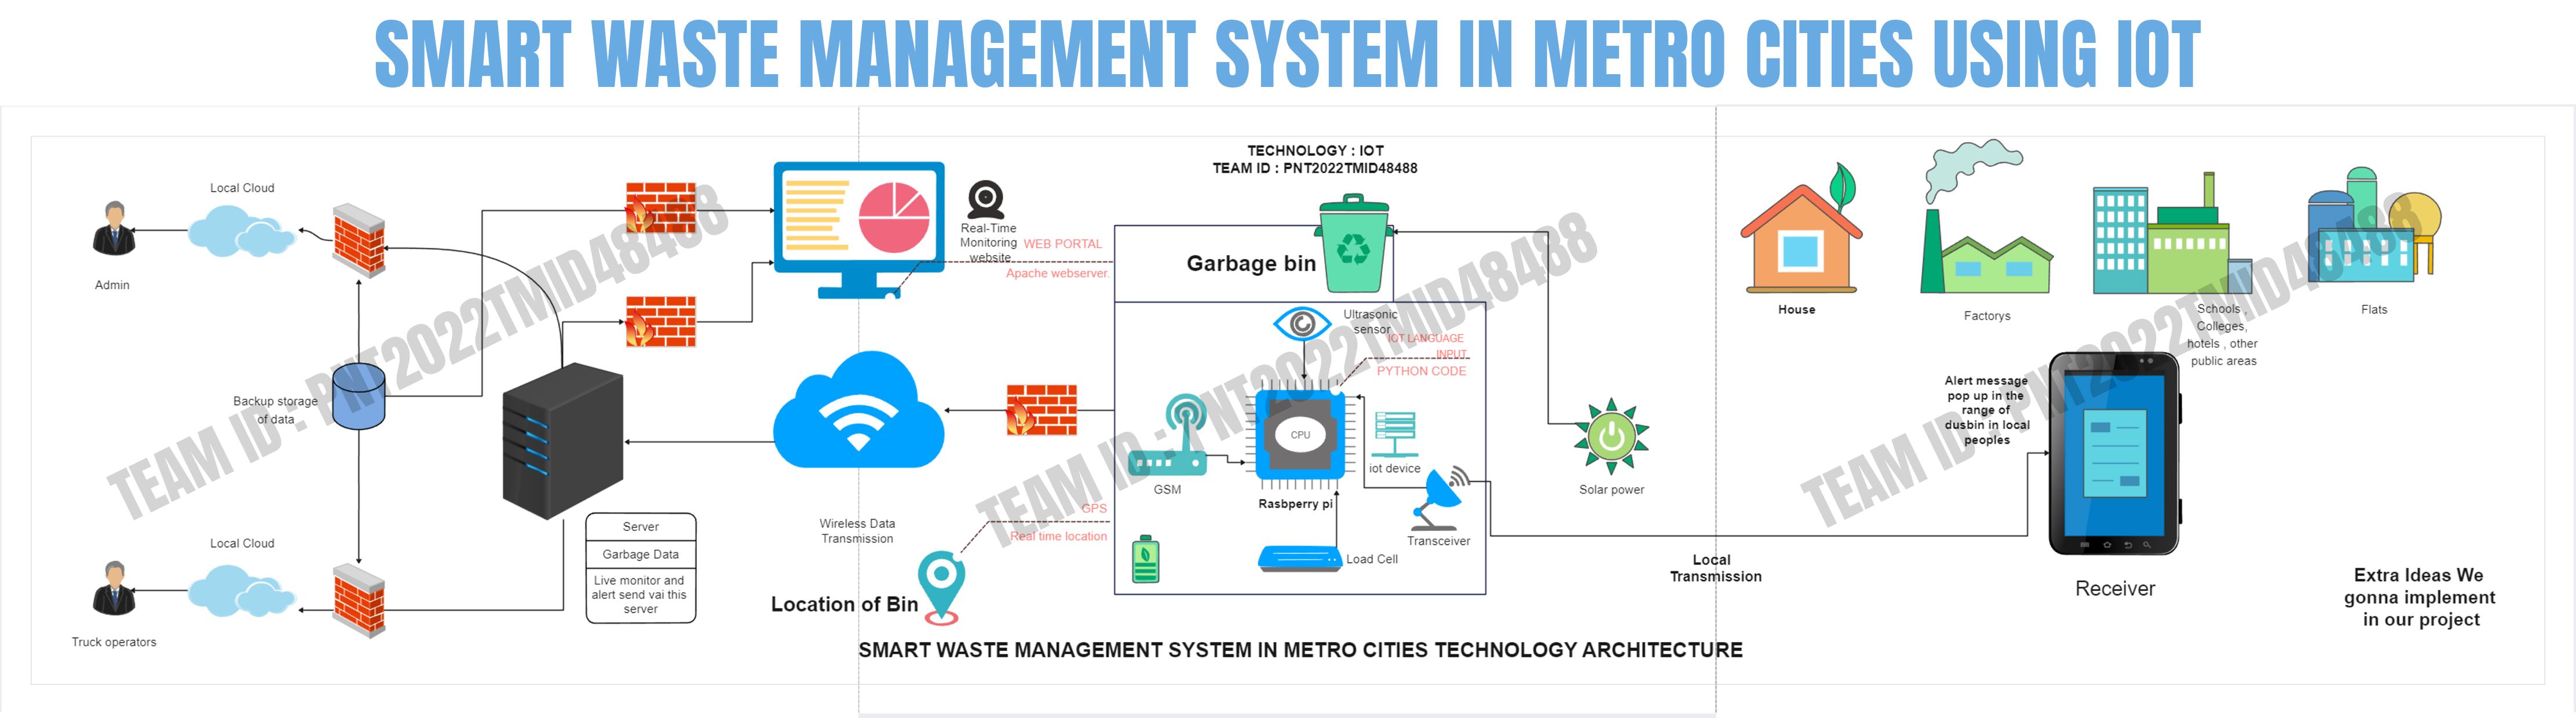 SMART WASTE MANAGEMENT SYSTEM IN METRO CITIES USING IOT
TECHNOLOGY : IOT
TEAM ID : PNT2022TMID48488
Local Cloud
Admin
Backup storage
of data
Local Cloud
Truck operators
Server
Garbage Data
Live monitor and
alert send vai this
server
Real-Time
Monitoring
website
WEB PORTAL
Apache webserver.
Wireless Data
Transmission
Location of Bin
GPS
Real time location
Garbage bin
Ultrasonic
sensor
IOT LANGUAGE
INPUT
PYTHON CODE
CPU
GSM
Rasbperry pi
iot device
Transceiver
Load Cell
Solar power
Local
Transmission
House
Factorys
Schools ,
Colleges,
hotels , other
public areas
Flats
Alert message
pop up in the
range of
dusbin in local
peoples
Receiver
Extra Ideas We
gonna implement
in our project
SMART WASTE MANAGEMENT SYSTEM IN METRO CITIES TECHNOLOGY ARCHITECTURE
TEAM ID : PNT2022TMID48488
TEAM ID : PNT2022TMID48488
TEAM ID : PNT2022TMID48488